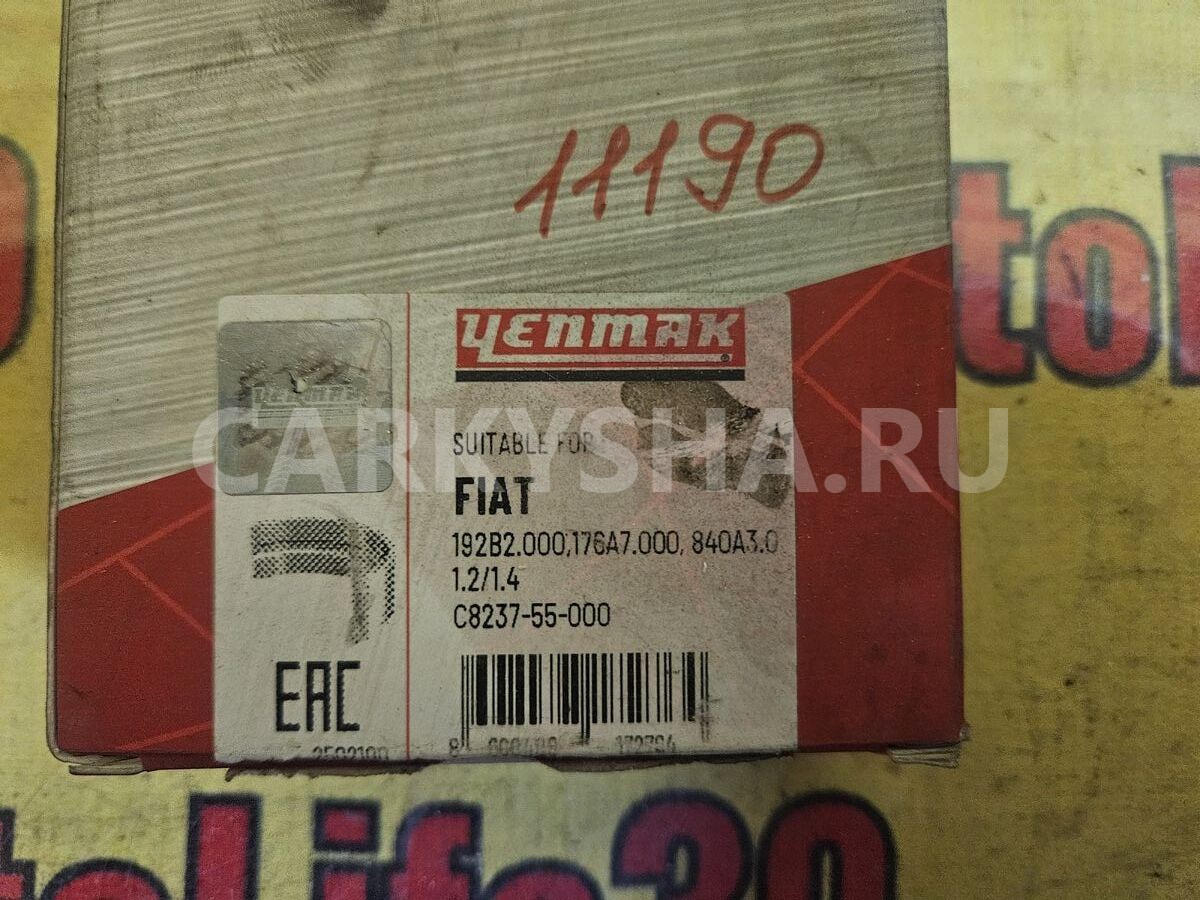 11190
YENMAK
YENMAK
SUITABLE FOR
FIAT
192B2.000,176A7.000, 840A3.0
1.2/1.4
C8237-55-000
EAC
CARKYSHA.RU